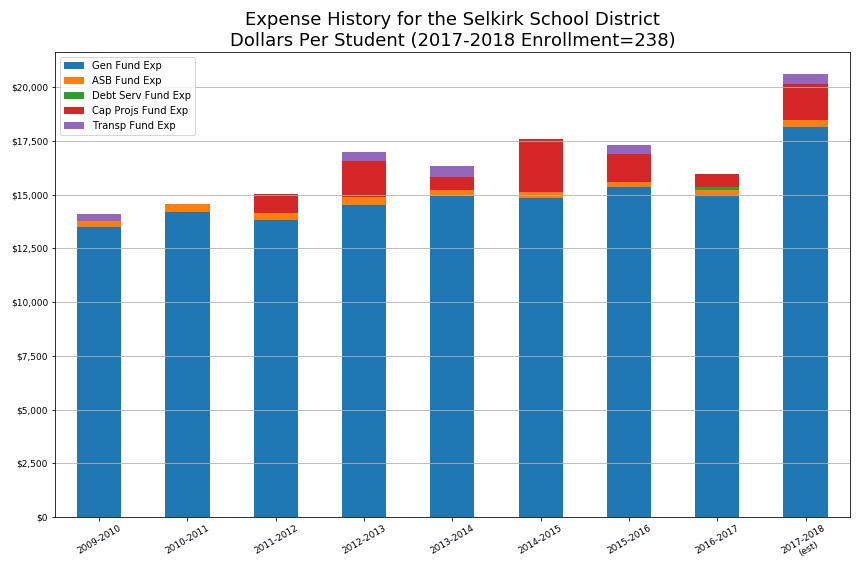 Expense History for the Selkirk School District
Dollars Per Student (2017-2018 Enrollment=238)
Gen Fund Exp
ASB Fund Exp
Debt Serv Fund Exp
Cap Projs Fund Exp
Transp Fund Exp
$20,000
$17,500
$15,000
$12,500
$10,000
$7,500
$5,000
$2,500
$0
2009-2010
2010-2011
2011-2012
2012-2013
2013-2014
2014-2015
2015-2016
2016-2017
2017-2018
(est)